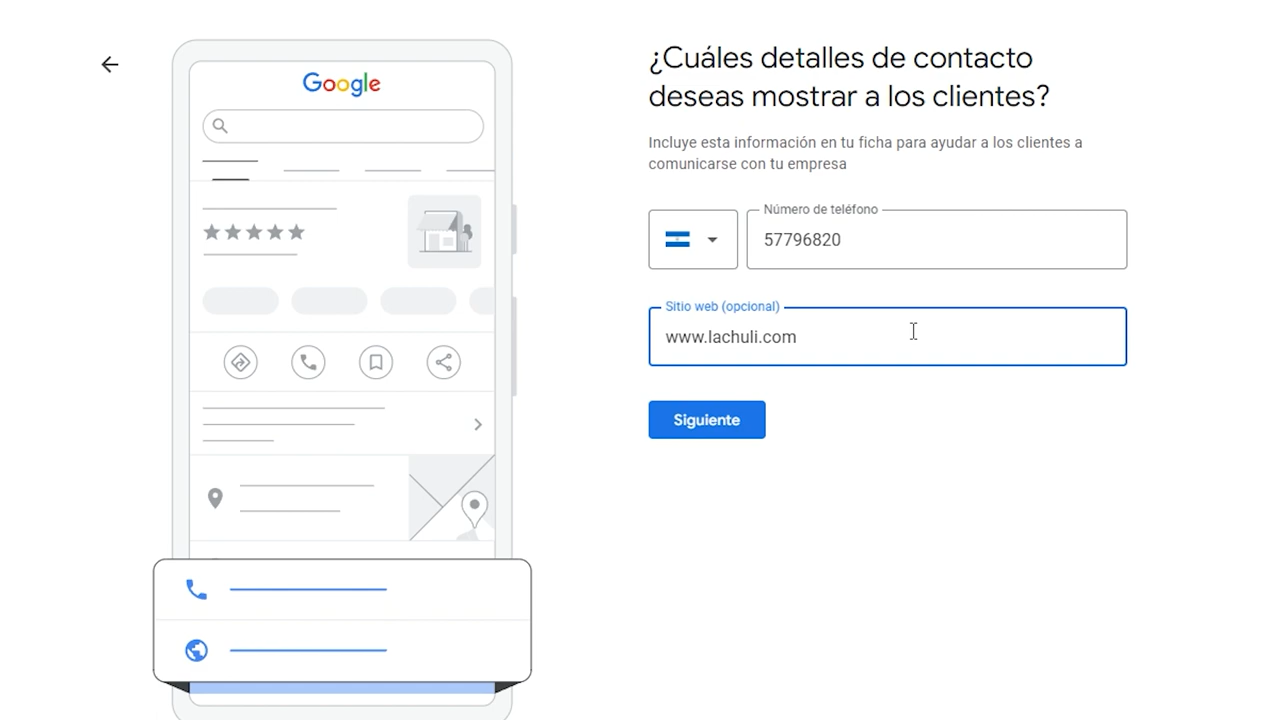 Google
¿Cuáles detalles de contacto
deseas mostrar a los clientes?
Incluye esta información en tu ficha para ayudar a los clientes a
comunicarse con tu empresa
Número de teléfono
57796820
Sitio web (opcional)
www.lachuli.com
Siguiente